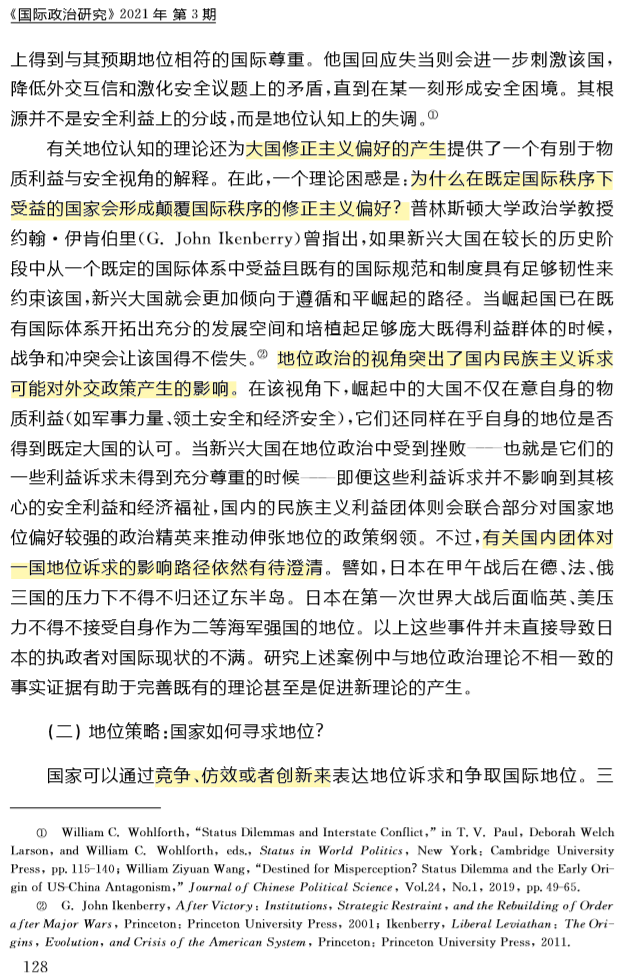 《国际政治研究》2021 年 第 3 期
上得到与其预期地位相符的国际尊重。他国回应失当则会进一步刺激该国，
降低外交互信和激化安全议题上的矛盾，直到在某一刻形成安全困境。其根
源并不是安全利益上的分歧，而是地位认知上的失调。①
有关地位认知的理论还为大国修正主义偏好的产生提供了一个有别于物
质利益与安全视角的解释。在此，一个理论困惑是：为什么在既定国际秩序下
受益的国家会形成颠覆国际秩序的修正主义偏好？普林斯顿大学政治学教授
约翰·伊肯伯里(G. John Ikenberry)曾指出，如果新兴大国在较长的历史阶
段中从一个既定的国际体系中受益且既有的国际规范和制度具有足够韧性来
约束该国，新兴大国就会更加倾向于遵循和平崛起的路径。当崛起国已在既
有国际体系开拓出充分的发展空间和培植起足够庞大既得利益群体的时候，
战争和冲突会让该国得不偿失。② 地位政治的视角突出了国内民族主义诉求
可能对外交政策产生的影响。在该视角下，崛起中的大国不仅在意自身的物
质利益(如军事力量、领土安全和经济安全)，它们还同样在乎自身的地位是否
得到既定大国的认可。当新兴大国在地位政治中受到挫败——也就是它们的
一些利益诉求未得到充分尊重的时候——即便这些利益诉求并不影响到其核
心的安全利益和经济福祉，国内的民族主义利益团体则会联合部分对国家地
位偏好较强的政治精英来推动伸张地位的政策纲领。不过，有关国内团体对
一国地位诉求的影响路径依然有待澄清。譬如，日本在甲午战后在德、法、俄
三国的压力下不得不归还辽东半岛。日本在第一次世界大战后面临英、美压
力不得不接受自身作为二等海军强国的地位。以上这些事件并未直接导致日
本的执政者对国际现状的不满。研究上述案例中与地位政治理论不相一致的
事实证据有助于完善既有的理论甚至是促进新理论的产生。
(二) 地位策略：国家如何寻求地位？
国家可以通过竞争、仿效或者创新来表达地位诉求和争取国际地位。三
① William C. Wohlforth, “Status Dilemmas and Interstate Conflict,” in T. V. Paul, Deborah Welch
Larson, and William C. Wohlforth, eds., Status in World Politics, New York: Cambridge University
Press, pp. 115-140; William Ziyuan Wang, “Destined for Misperception? Status Dilemma and the Early Ori-
gin of US-China Antagonism,” Journal of Chinese Political Science, Vol.24, No.1, 2019, pp. 49-65.
② G. John Ikenberry, After Victory: Institutions, Strategic Restraint, and the Rebuilding of Order
after Major Wars, Princeton: Princeton University Press, 2001; Ikenberry, Liberal Leviathan: The Ori-
gins, Evolution, and Crisis of the American System, Princeton: Princeton University Press, 2011.
128